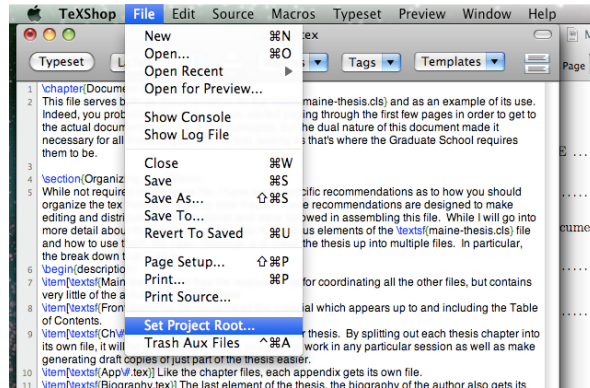 TeXShop File Edit Source Macros Typeset Preview Window Help
New ⌘N
Open... ⌘O
Open Recent ▶
Open for Preview...
Show Console
Show Log File
Close ⌘W
Save ⌘S
Save As... ⇧⌘S
Save To...
Revert To Saved ⌘U
Page Setup... ⇧⌘P
Print... ⌘P
Print Source...
Set Project Root...
Trash Aux Files ^⌘A
tex
Typeset L s Tags Templates
Page
1 \chapter{Docume
2 This file serves b maine-thesis.cls} and as an example of its use.
Indeed, you prob ing through the first few pages in order to get to
the actual docum he dual nature of this document made it
necessary for all s that's where the Graduate School requires
them to be.
3
4 \section{Organiz
5 While not require cific recommendations as to how you should
organize the tex e recommendations are designed to make
editing and distri owed in assembling this file. While I will go into
more detail abou us elements of the \textsf{maine-thesis.cls} file
and how to use t the thesis up into multiple files. In particular,
the break down t
6 \begin{descriptio
7 \item[\textsf{Main for coordinating all the other files, but contains
very little of the a
8 \item[\textsf{Front ial which appears up to and including the Table
of Contents.
9 \item[\textsf{Ch\#. r thesis. By splitting out each thesis chapter into
its own file, it will work in any particular session as well as make
generating draft copies of just part of the thesis easier.
10 \item[\textsf{App\#.tex}] Like the chapter files, each appendix gets its own file.
11 \item[\textsf{Biography.tex}] The last element of the thesis, the biography of the author also gets its
E ...
cume